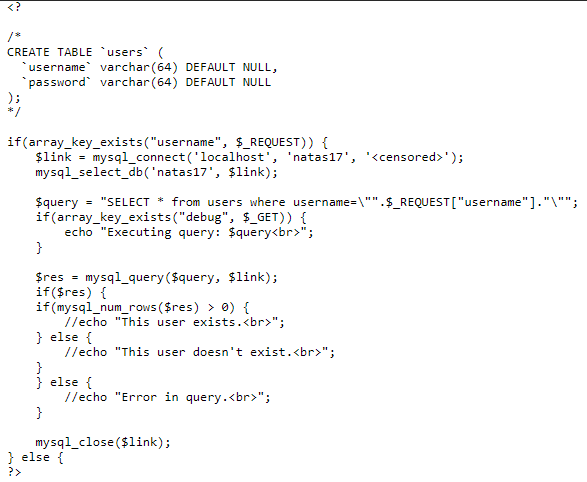 <?
/*
CREATE TABLE `users` (
  `username` varchar(64) DEFAULT NULL,
  `password` varchar(64) DEFAULT NULL
);
*/
if(array_key_exists("username", $_REQUEST)) {
    $link = mysql_connect('localhost', 'natas17', '<censored>');
    mysql_select_db('natas17', $link);
    $query = "SELECT * from users where username=\"".$_REQUEST["username"]."\"";
    if(array_key_exists("debug", $_GET)) {
        echo "Executing query: $query<br>";
    }
    $res = mysql_query($query, $link);
    if($res) {
    if(mysql_num_rows($res) > 0) {
        //echo "This user exists.<br>";
    } else {
        //echo "This user doesn't exist.<br>";
    }
    } else {
        //echo "Error in query.<br>";
    }
    mysql_close($link);
} else {
?>